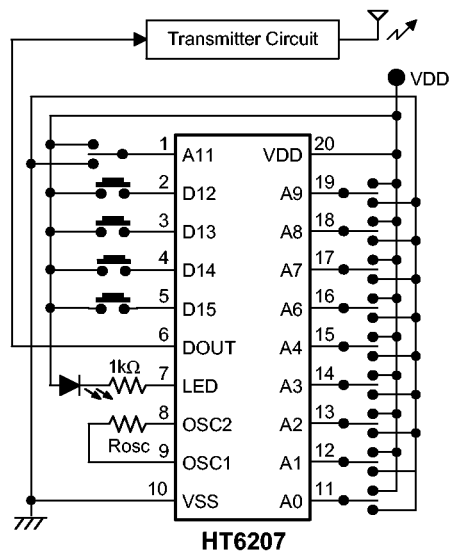 Transmitter Circuit
VDD
1 A11 VDD 20
2 D12 A9 19
3 D13 A8 18
4 D14 A7 17
5 D15 A6 16
6 DOUT A4 15
1kΩ 7 LED A3 14
8 OSC2 A2 13
Rosc
9 OSC1 A1 12
10 VSS A0 11
HT6207